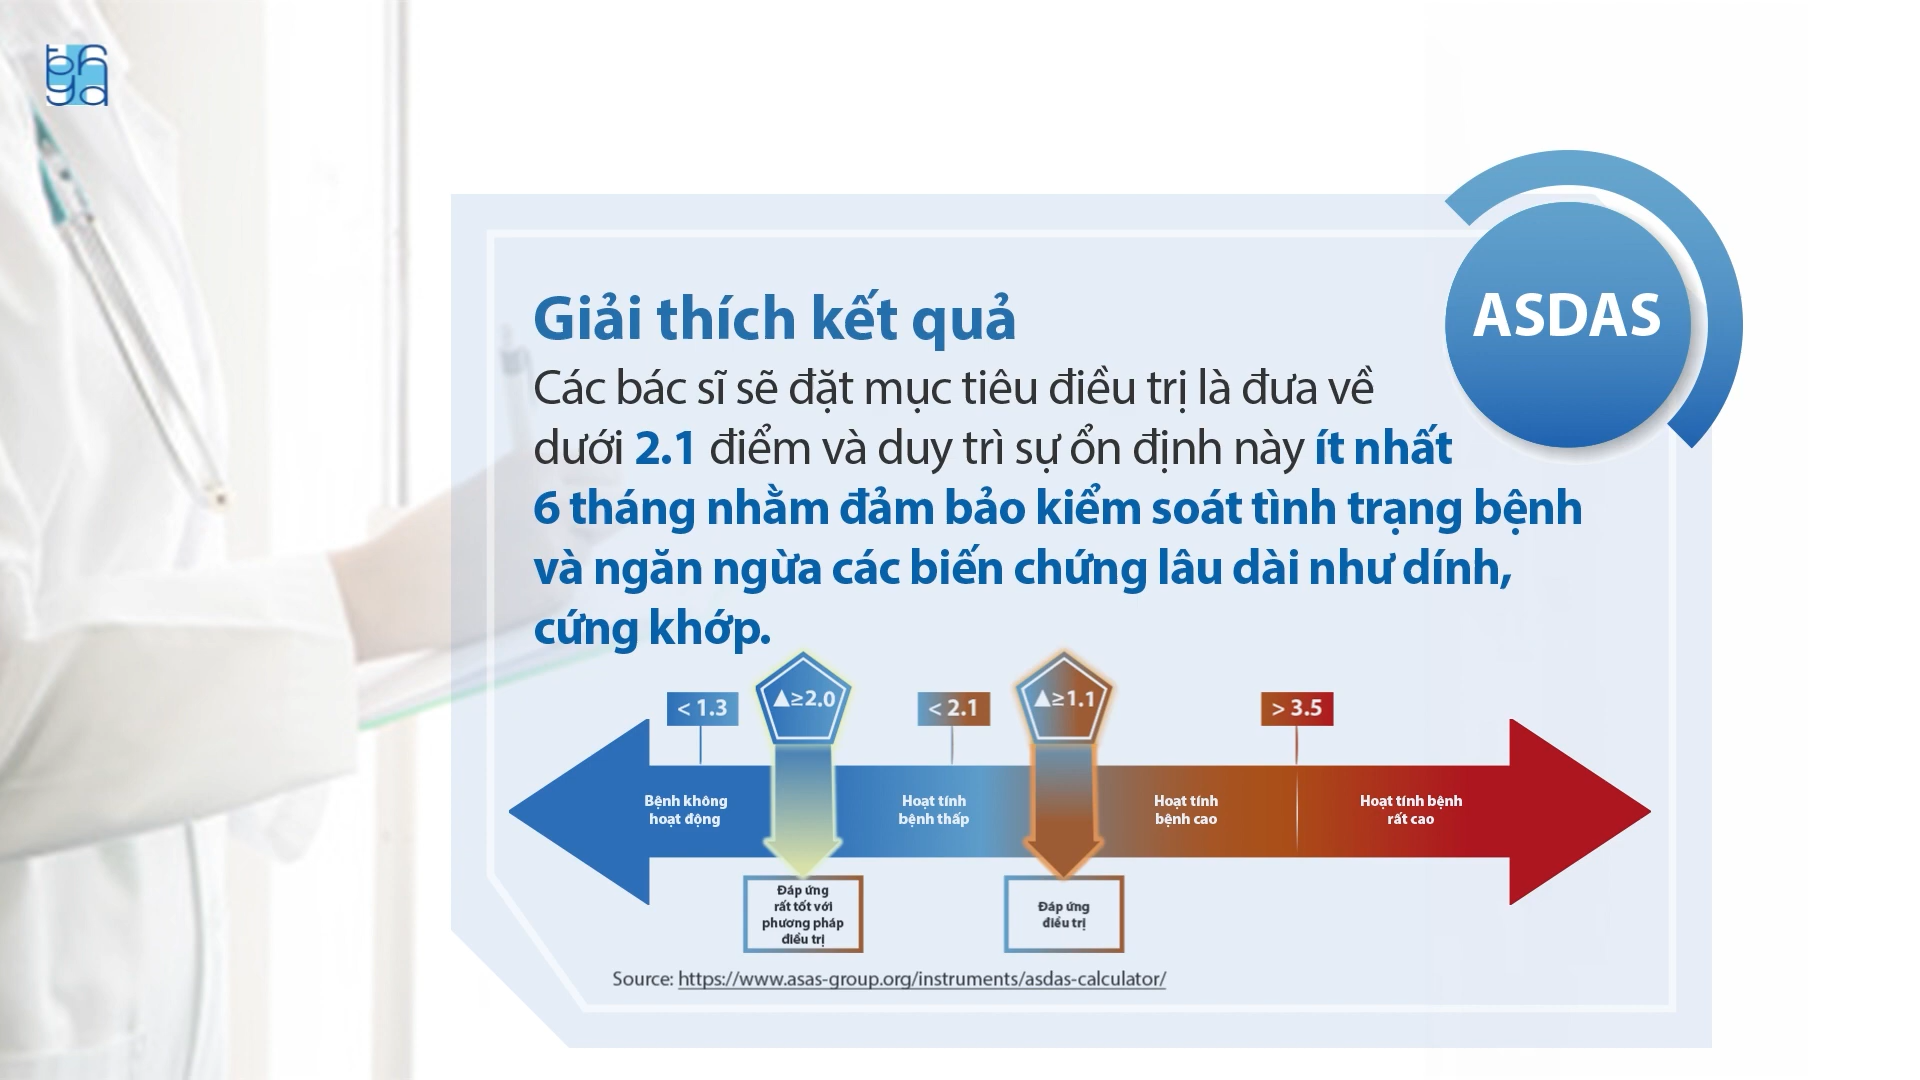 ASDAS
Giải thích kết quả
Các bác sĩ sẽ đặt mục tiêu điều trị là đưa về
dưới 2.1 điểm và duy trì sự ổn định này ít nhất
6 tháng nhằm đảm bảo kiểm soát tình trạng bệnh
và ngăn ngừa các biến chứng lâu dài như dính,
cứng khớp.
< 1.3
▲≥2.0
< 2.1
▲≥1.1
> 3.5
Bệnh không
hoạt động
Hoạt tính
bệnh thấp
Hoạt tính
bệnh cao
Hoạt tính bệnh
rất cao
Đáp ứng
rất tốt với
phương pháp
điều trị
Đáp ứng
điều trị
Source: https://www.asas-group.org/instruments/asdas-calculator/